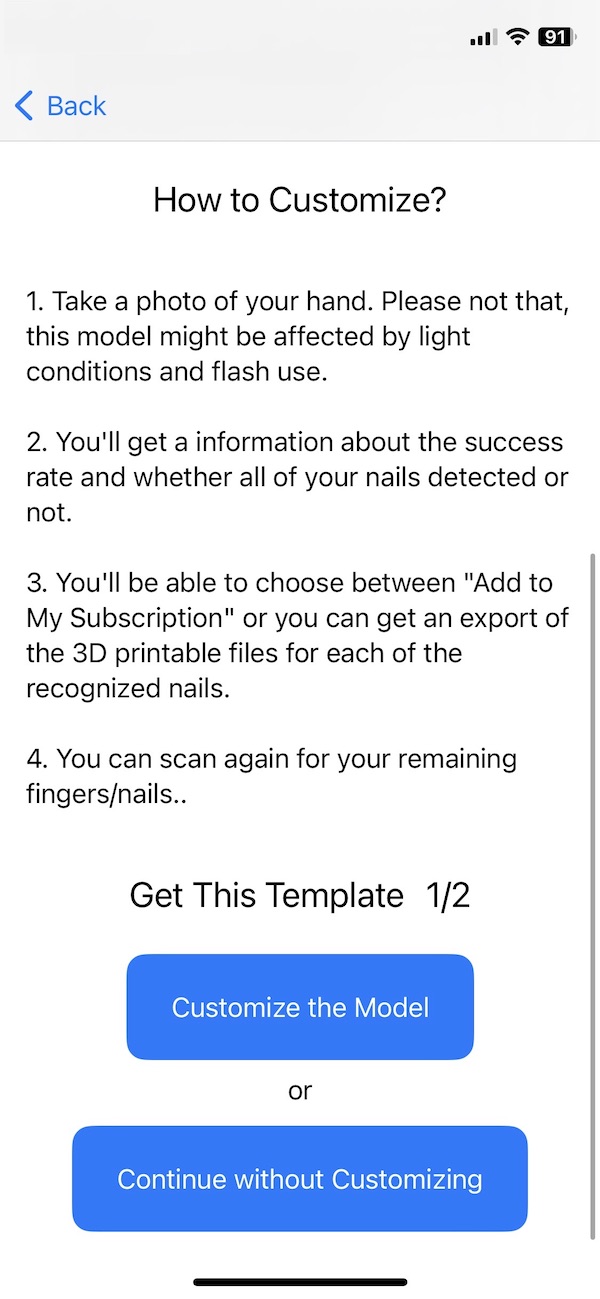 91
Back
How to Customize?
1. Take a photo of your hand. Please not that,
this model might be affected by light
conditions and flash use.
2. You'll get a information about the success
rate and whether all of your nails detected or
not.
3. You'll be able to choose between "Add to
My Subscription" or you can get an export of
the 3D printable files for each of the
recognized nails.
4. You can scan again for your remaining
fingers/nails..
Get This Template 1/2
Customize the Model
or
Continue without Customizing